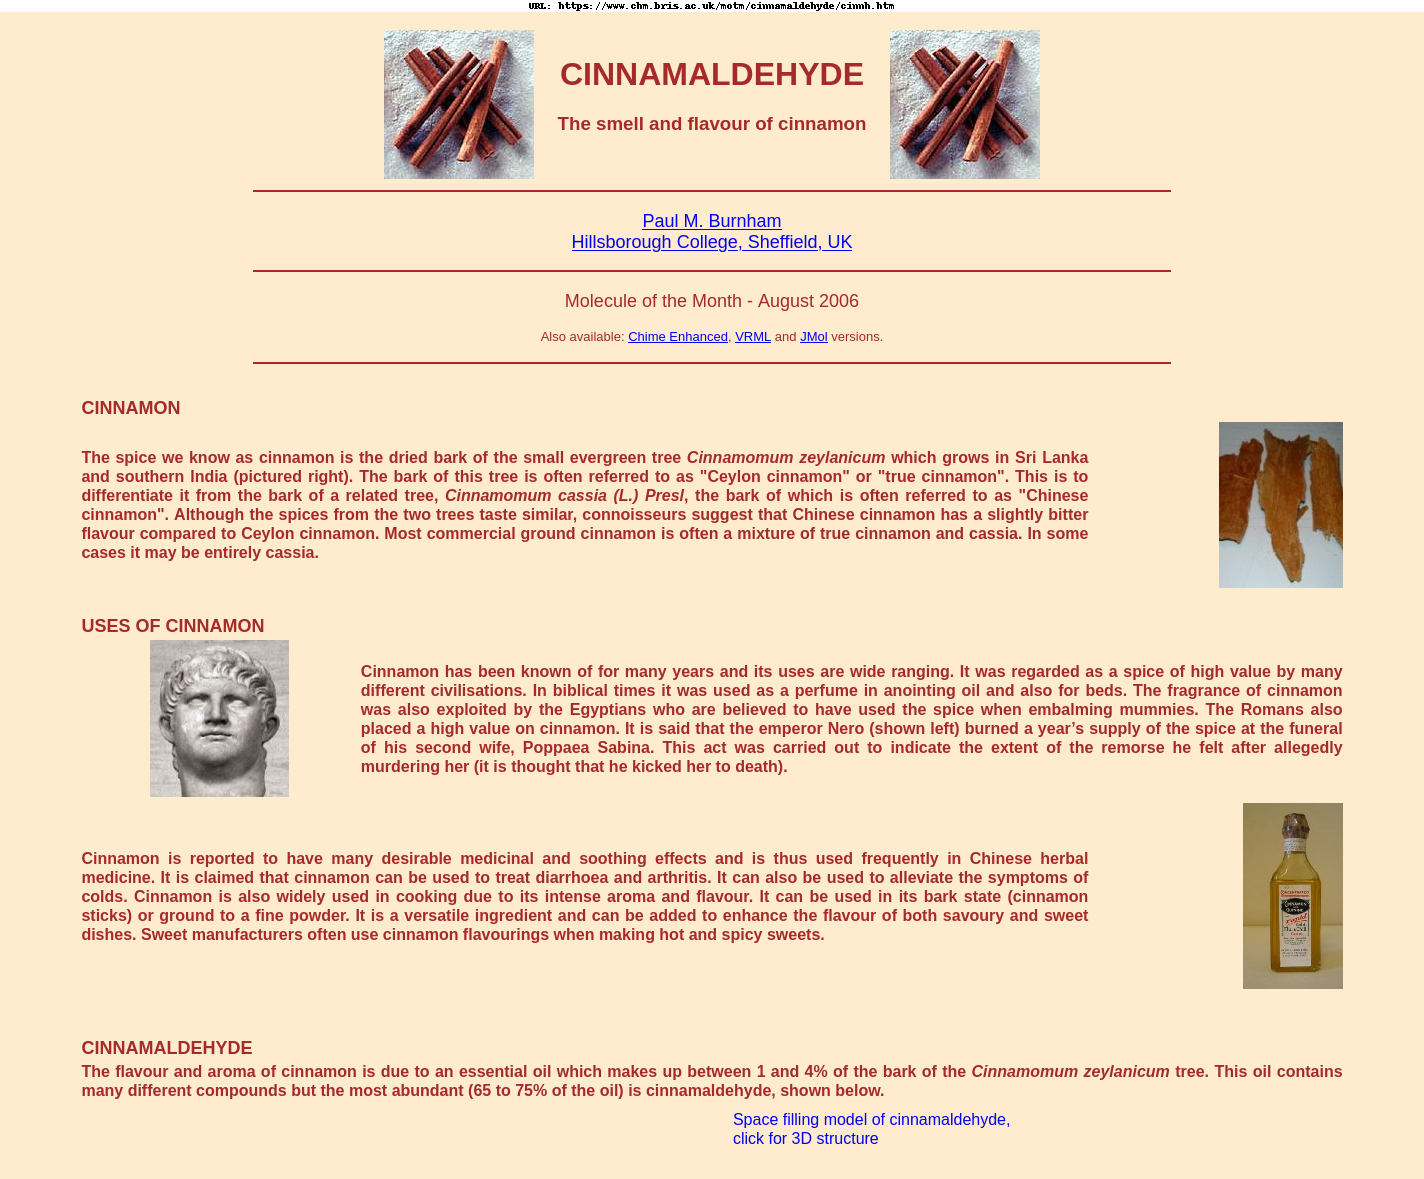 URL: https://www.chm.bris.ac.uk/motm/cinnamaldehyde/cinnh.htm
CINNAMALDEHYDE
The smell and flavour of cinnamon
Paul M. Burnham
Hillsborough College, Sheffield, UK
Molecule of the Month - August 2006
Also available: Chime Enhanced, VRML and JMol versions.
CINNAMON
The spice we know as cinnamon is the dried bark of the small evergreen tree Cinnamomum zeylanicum which grows in Sri Lanka
and southern India (pictured right). The bark of this tree is often referred to as "Ceylon cinnamon" or "true cinnamon". This is to
differentiate it from the bark of a related tree, Cinnamomum cassia (L.) Presl, the bark of which is often referred to as "Chinese
cinnamon". Although the spices from the two trees taste similar, connoisseurs suggest that Chinese cinnamon has a slightly bitter
flavour compared to Ceylon cinnamon. Most commercial ground cinnamon is often a mixture of true cinnamon and cassia. In some
cases it may be entirely cassia.
USES OF CINNAMON
Cinnamon has been known of for many years and its uses are wide ranging. It was regarded as a spice of high value by many
different civilisations. In biblical times it was used as a perfume in anointing oil and also for beds. The fragrance of cinnamon
was also exploited by the Egyptians who are believed to have used the spice when embalming mummies. The Romans also
placed a high value on cinnamon. It is said that the emperor Nero (shown left) burned a year’s supply of the spice at the funeral
of his second wife, Poppaea Sabina. This act was carried out to indicate the extent of the remorse he felt after allegedly
murdering her (it is thought that he kicked her to death).
Cinnamon is reported to have many desirable medicinal and soothing effects and is thus used frequently in Chinese herbal
medicine. It is claimed that cinnamon can be used to treat diarrhoea and arthritis. It can also be used to alleviate the symptoms of
colds. Cinnamon is also widely used in cooking due to its intense aroma and flavour. It can be used in its bark state (cinnamon
sticks) or ground to a fine powder. It is a versatile ingredient and can be added to enhance the flavour of both savoury and sweet
dishes. Sweet manufacturers often use cinnamon flavourings when making hot and spicy sweets.
CONCENTRATED
CINNAMON
QUININE
CINNAMALDEHYDE
The flavour and aroma of cinnamon is due to an essential oil which makes up between 1 and 4% of the bark of the Cinnamomum zeylanicum tree. This oil contains
many different compounds but the most abundant (65 to 75% of the oil) is cinnamaldehyde, shown below.
Space filling model of cinnamaldehyde,
click for 3D structure